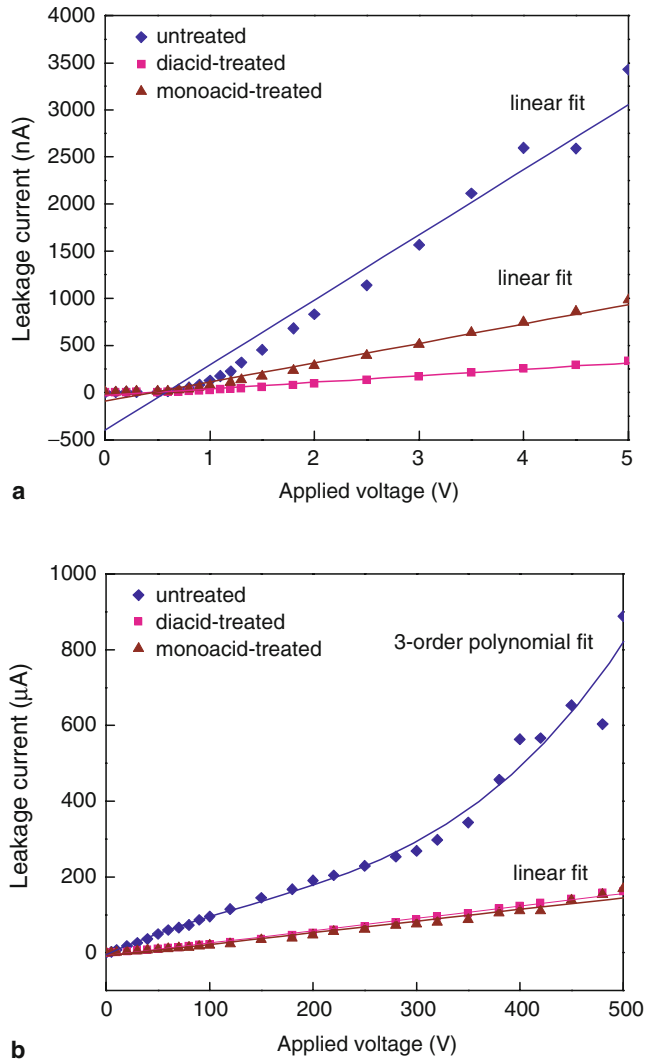 4000
3500
3000
2500
2000
1500
1000
500
0
−500
Leakage current (nA)
untreated
diacid-treated
monoacid-treated
linear fit
linear fit
0 1 2 3 4 5
Applied voltage (V)
a
1000
800
600
400
200
0
Leakage current (μA)
untreated
diacid-treated
monoacid-treated
3-order polynomial fit
linear fit
0 100 200 300 400 500
Applied voltage (V)
b